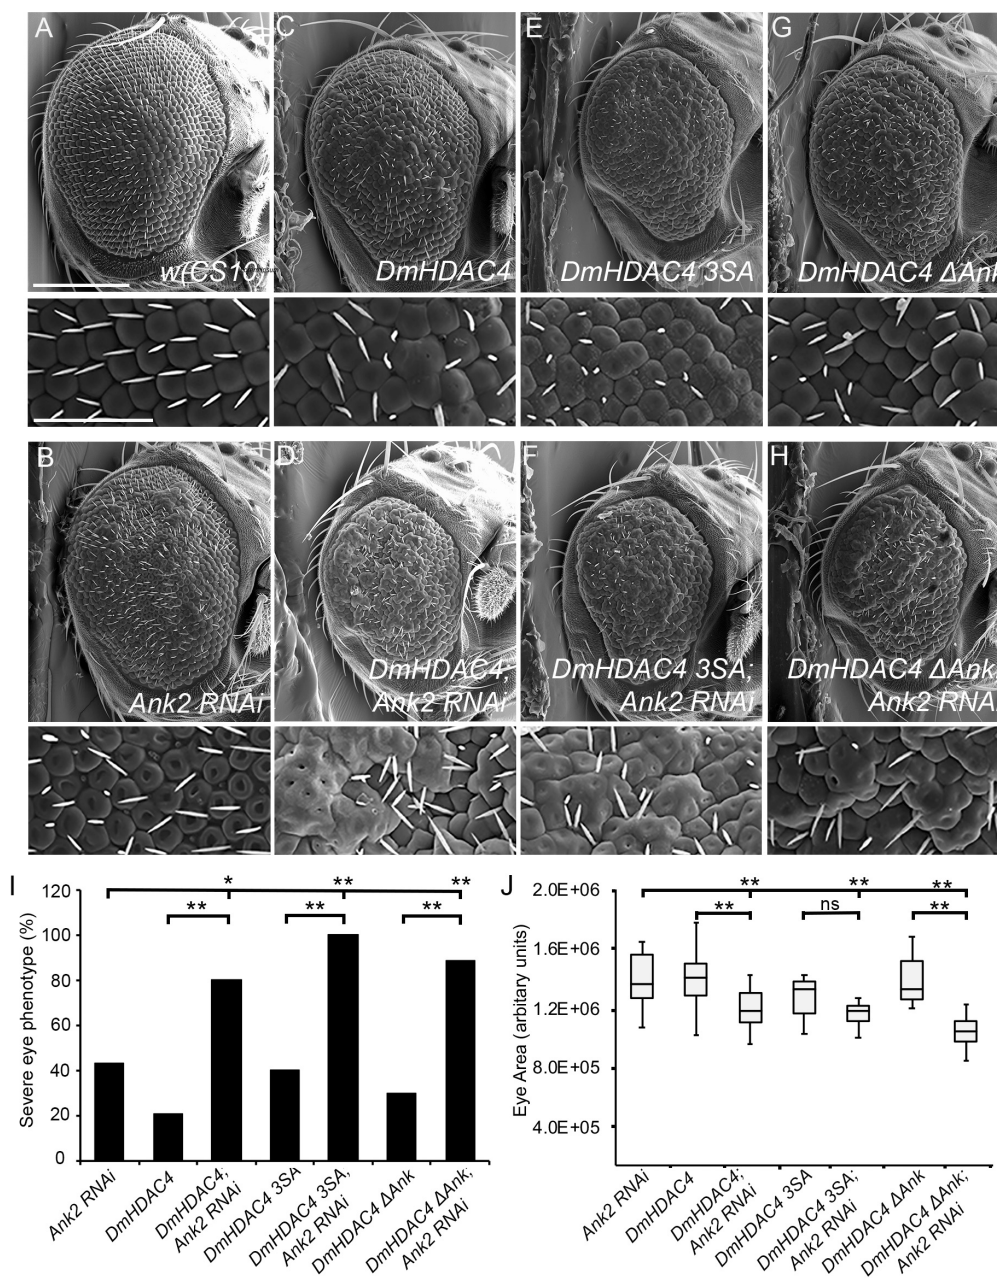 A
C
E
G
w(CS10)
DmHDAC4
DmHDAC4 3SA
DmHDAC4 ΔAnk
B
D
F
H
Ank2 RNAi
DmHDAC4;
Ank2 RNAi
DmHDAC4 3SA;
Ank2 RNAi
DmHDAC4 ΔAnk
Ank2 RNA
I
Severe eye phenotype (%)
120
100
80
60
40
20
0
*
**
**
**
**
**
Ank2 RNAi
DmHDAC4
DmHDAC4;
Ank2 RNAi
DmHDAC4 3SA
DmHDAC4 3SA,
Ank2 RNAi
DmHDAC4 ΔAnk
DmHDAC4 ΔAnk;
Ank2 RNAi
J
Eye Area (arbitary units)
2.0E+06
1.6E+06
1.2E+06
8.0E+05
4.0E+05
**
**
**
**
ns
**
Ank2 RNAi
DmHDAC4
DmHDAC4;
Ank2 RNAi
DmHDAC4 3SA
DmHDAC4 3SA;
Ank2 RNAi
DmHDAC4 ΔAnk
DmHDAC4 ΔAnk;
Ank2 RNAi